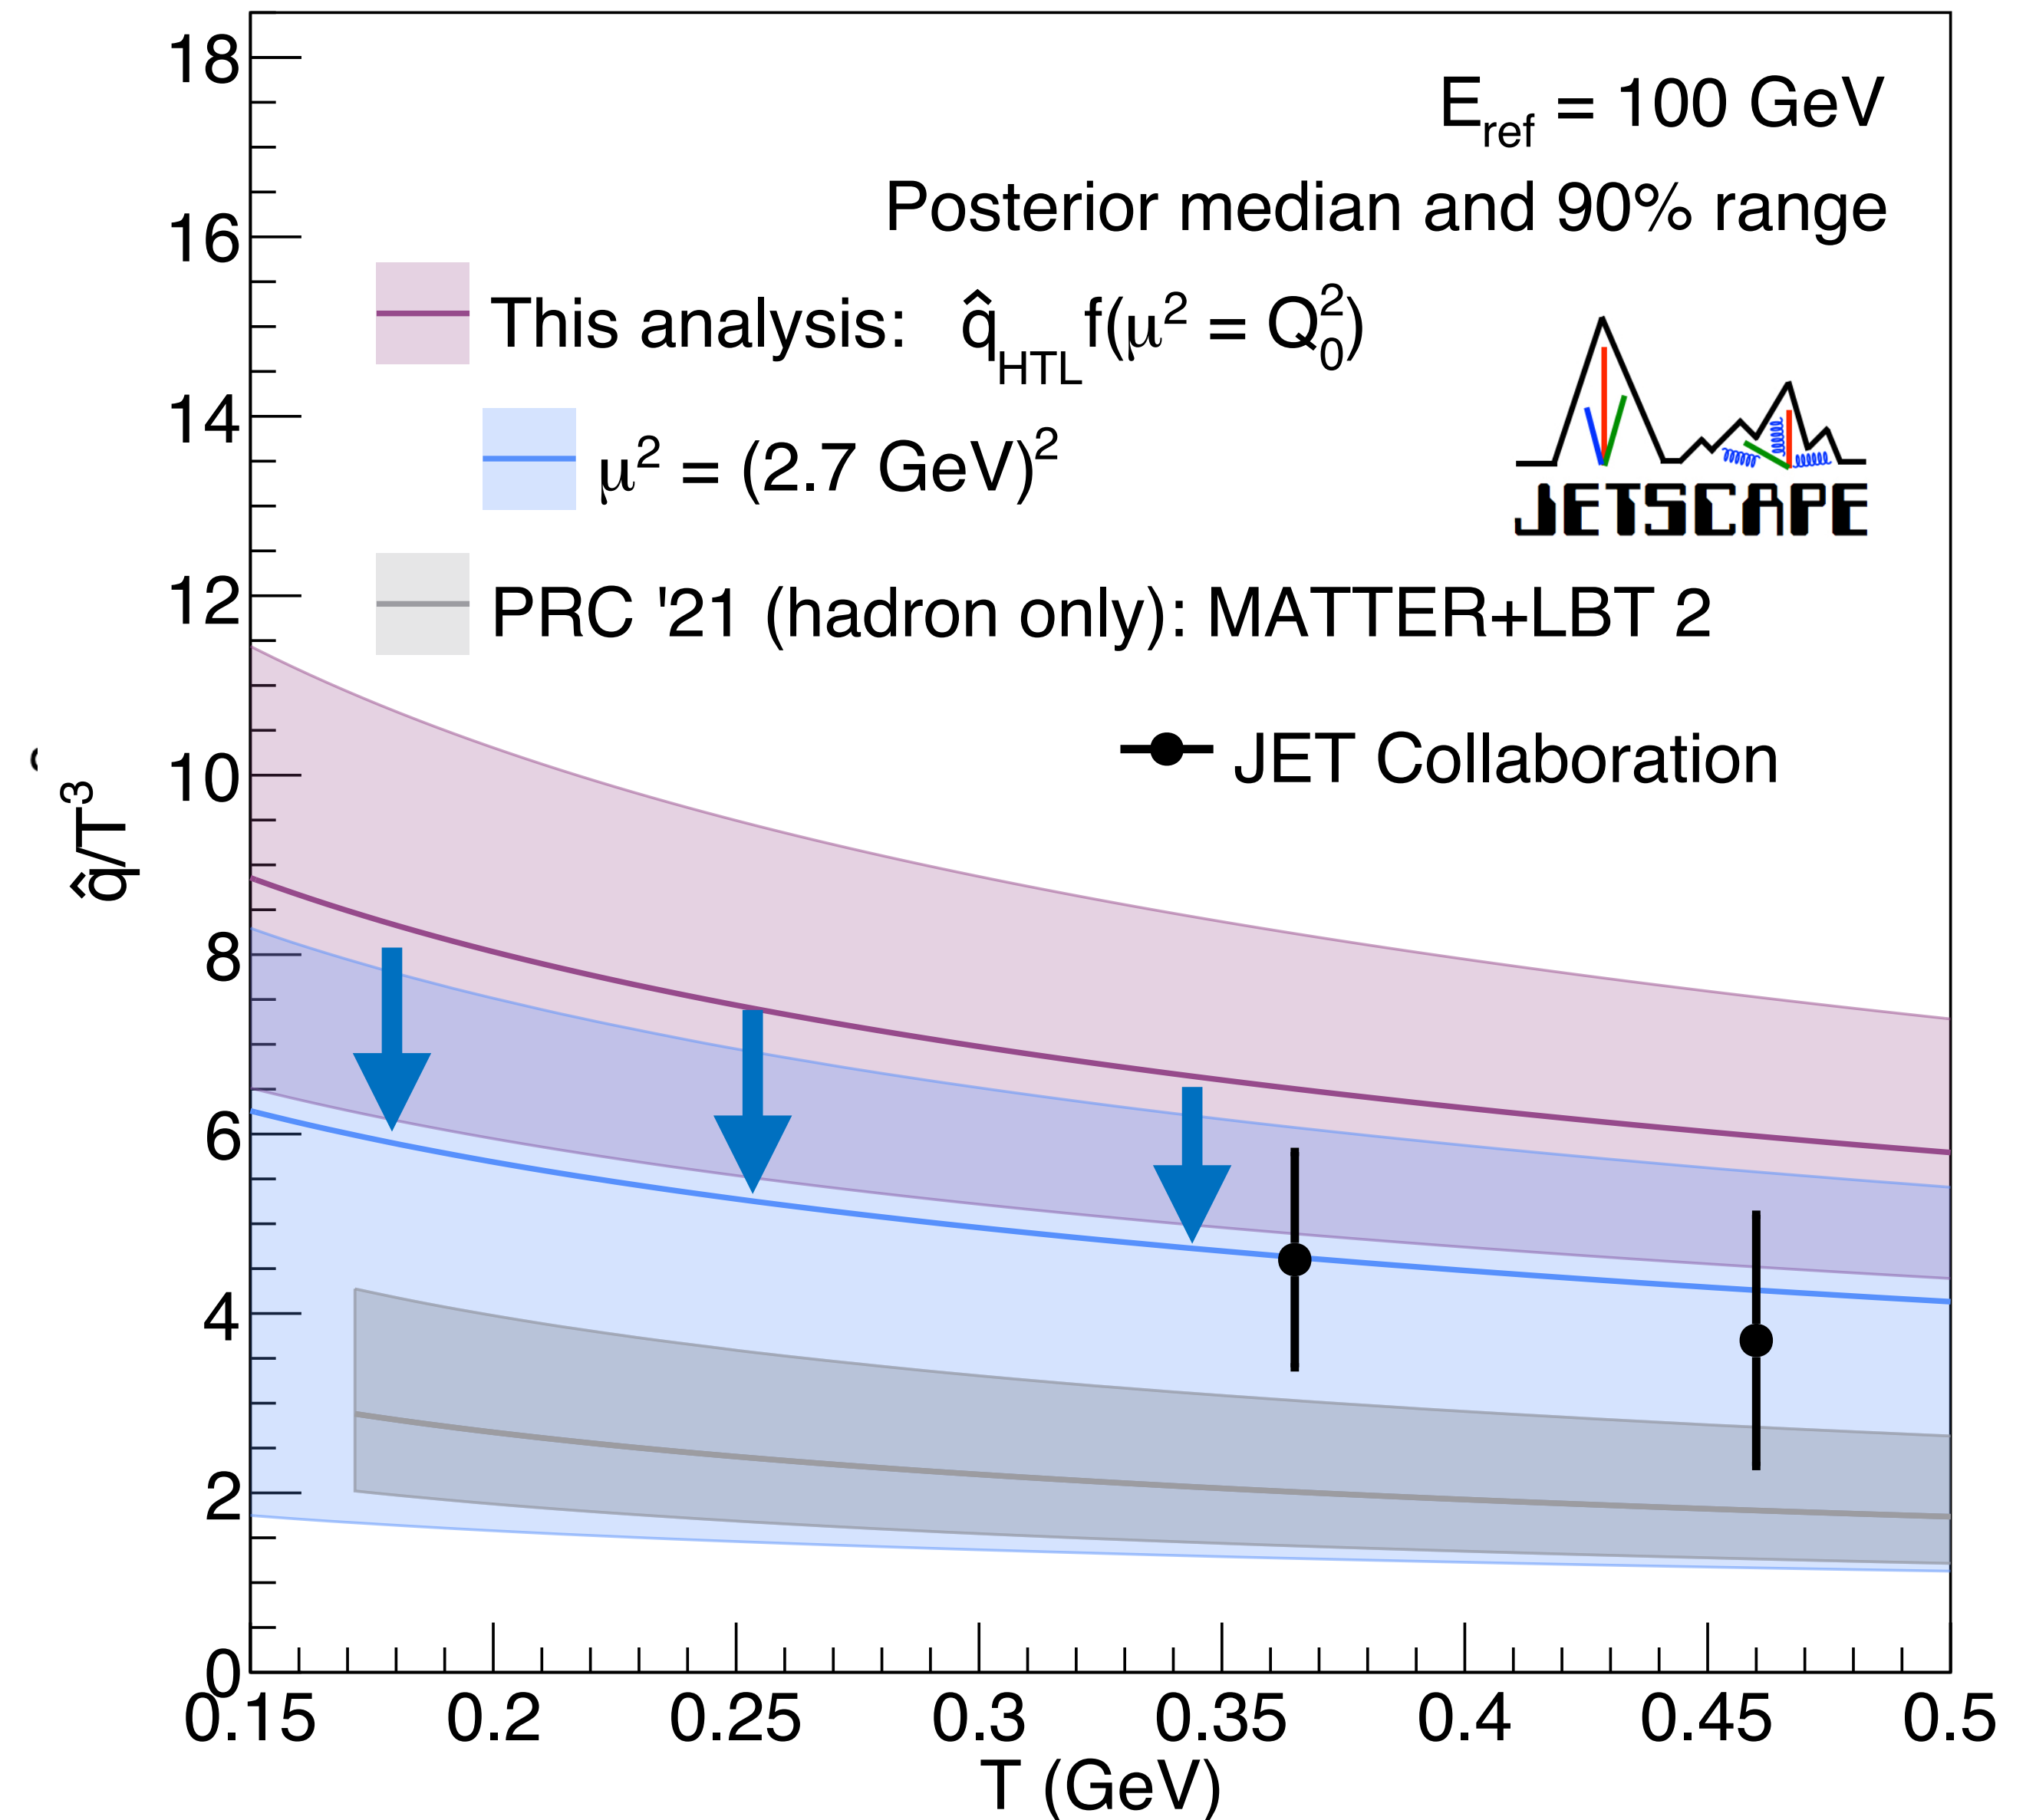 18
16
14
12
10
8
6
4
2
0
q̂/T³
E_ref = 100 GeV
Posterior median and 90% range
This analysis: q̂_HTL f(μ² = Q₀²)
μ² = (2.7 GeV)²
PRC '21 (hadron only): MATTER+LBT 2
JETSCAPE
JET Collaboration
0.15 0.2 0.25 0.3 0.35 0.4 0.45 0.5
T (GeV)